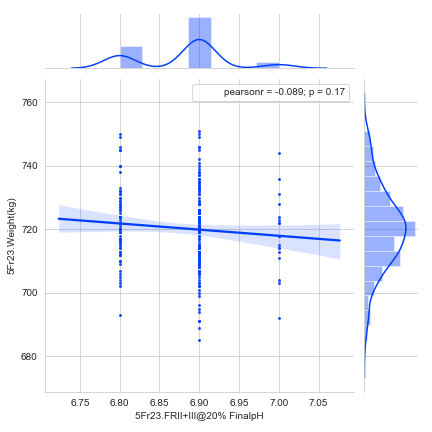 pearsonr = -0.089; p = 0.17
760
740
720
700
680
5Fr23.Weight(kg)
6.75 6.80 6.85 6.90 6.95 7.00 7.05
5Fr23.FRII+III@20% FinalpH